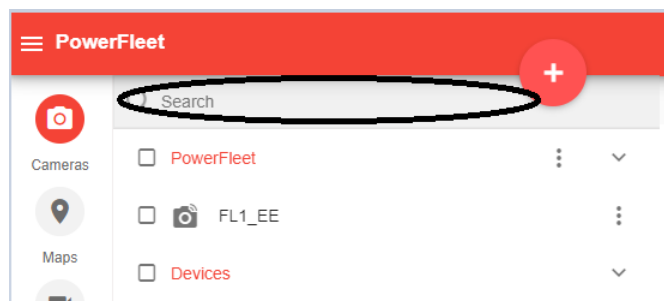 PowerFleet
+
Search
Cameras
PowerFleet
FL1_EE
Maps
Devices